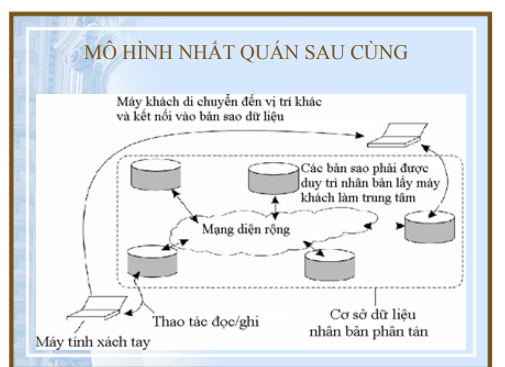 MÔ HÌNH NHẤT QUÁN SAU CÙNG
Máy khách di chuyển đến vị trí khác
và kết nối vào bản sao dữ liệu
Các bản sao phải được
duy trì nhân bản lấy máy
khách làm trung tâm
Mạng diện rộng
Thao tác đọc/ghi
Cơ sở dữ liệu
nhân bản phân tán
Máy tính xách tay